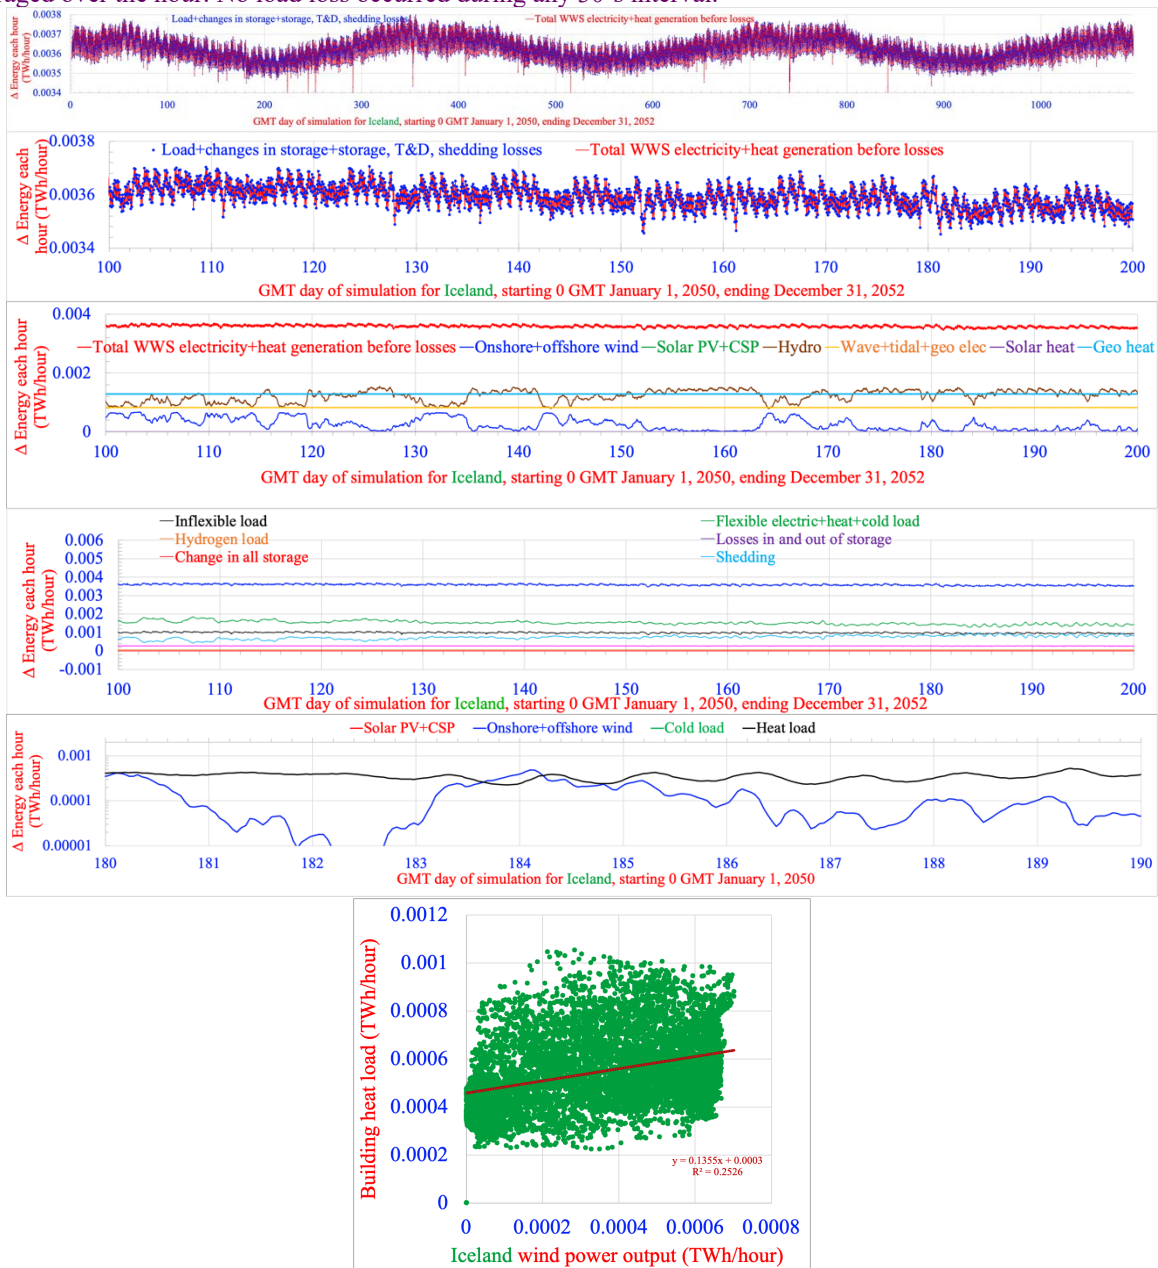 aged over the hour. No load loss occurred during any 30-s interval.
Load+changes in storage+storage, T&D, shedding losses —Total WWS electricity+heat generation before losses
Δ Energy each hour
(TWh/hour)
0.0038
0.0037
0.0036
0.0035
0.0034
0 100 200 300 400 500 600 700 800 900 1000
GMT day of simulation for Iceland, starting 0 GMT January 1, 2050, ending December 31, 2052
· Load+changes in storage+storage, T&D, shedding losses —Total WWS electricity+heat generation before losses
Δ Energy each
hour (TWh/hour)
0.0038
0.0036
0.0034
100 110 120 130 140 150 160 170 180 190 200
GMT day of simulation for Iceland, starting 0 GMT January 1, 2050, ending December 31, 2052
Δ Energy each hour
(TWh/hour)
0.004
—Total WWS electricity+heat generation before losses —Onshore+offshore wind —Solar PV+CSP —Hydro —Wave+tidal+geo elec —Solar heat —Geo heat
0.002
0
100 110 120 130 140 150 160 170 180 190 200
GMT day of simulation for Iceland, starting 0 GMT January 1, 2050, ending December 31, 2052
—Inflexible load —Flexible electric+heat+cold load
—Hydrogen load —Losses in and out of storage
—Change in all storage —Shedding
Δ Energy each hour
(TWh/hour)
0.006
0.005
0.004
0.003
0.002
0.001
0
-0.001
100 110 120 130 140 150 160 170 180 190 200
GMT day of simulation for Iceland, starting 0 GMT January 1, 2050, ending December 31, 2052
—Solar PV+CSP —Onshore+offshore wind —Cold load —Heat load
Δ Energy each hour
(TWh/hour)
0.001
0.0001
0.00001
180 181 182 183 184 185 186 187 188 189 190
GMT day of simulation for Iceland, starting 0 GMT January 1, 2050
Building heat load (TWh/hour)
0.0012
0.001
0.0008
0.0006
0.0004
0.0002
0
y = 0.1355x + 0.0003
R² = 0.2526
0 0.0002 0.0004 0.0006 0.0008
Iceland wind power output (TWh/hour)